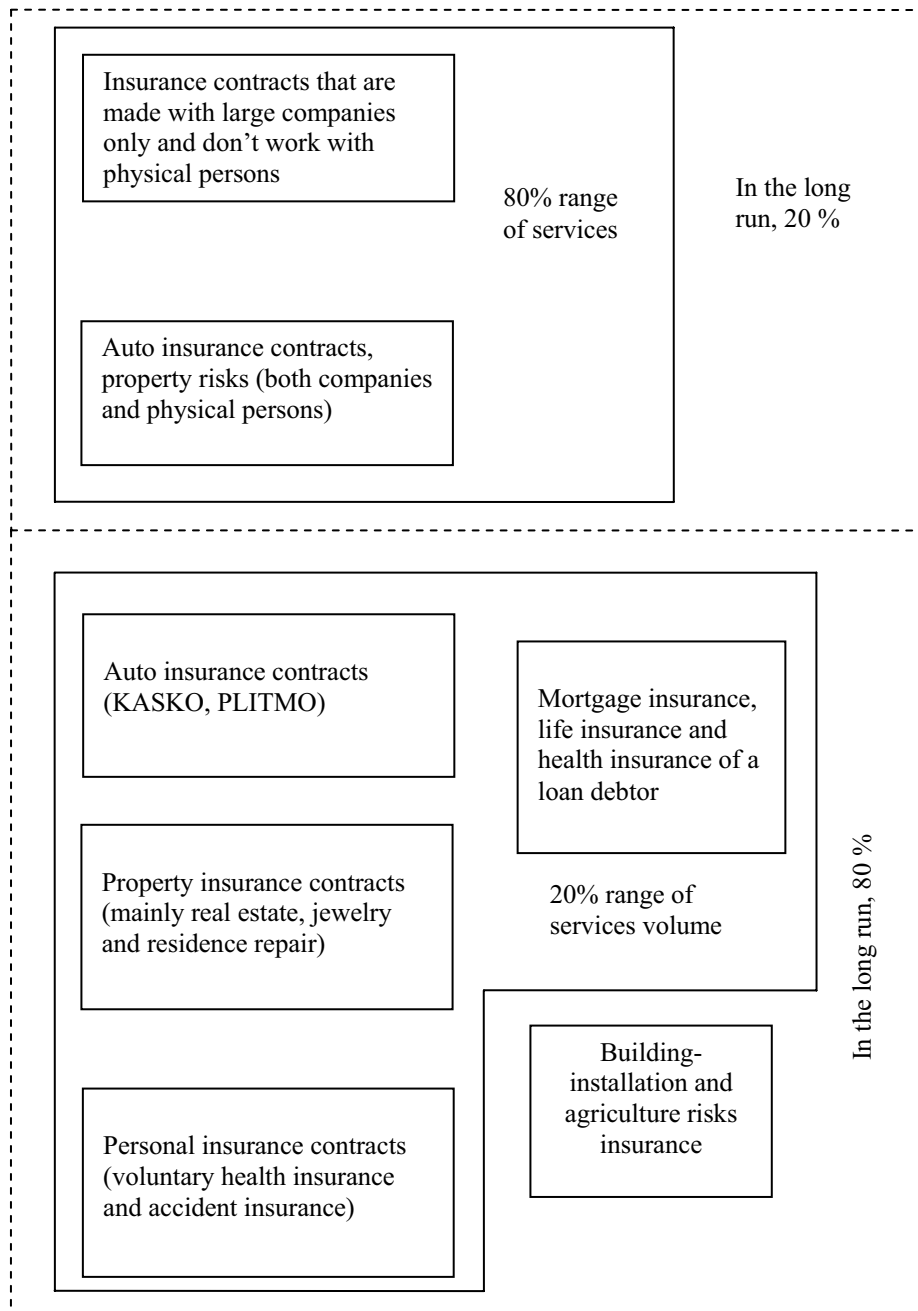 Insurance contracts that are
made with large companies
only and don’t work with
physical persons
80% range
of services
In the long
run, 20 %
Auto insurance contracts,
property risks (both companies
and physical persons)
Auto insurance contracts
(KASKO, PLITMO)
Mortgage insurance,
life insurance and
health insurance of a
loan debtor
Property insurance contracts
(mainly real estate, jewelry
and residence repair)
20% range of
services volume
In the long run, 80 %
Building-
installation and
agriculture risks
insurance
Personal insurance contracts
(voluntary health insurance
and accident insurance)